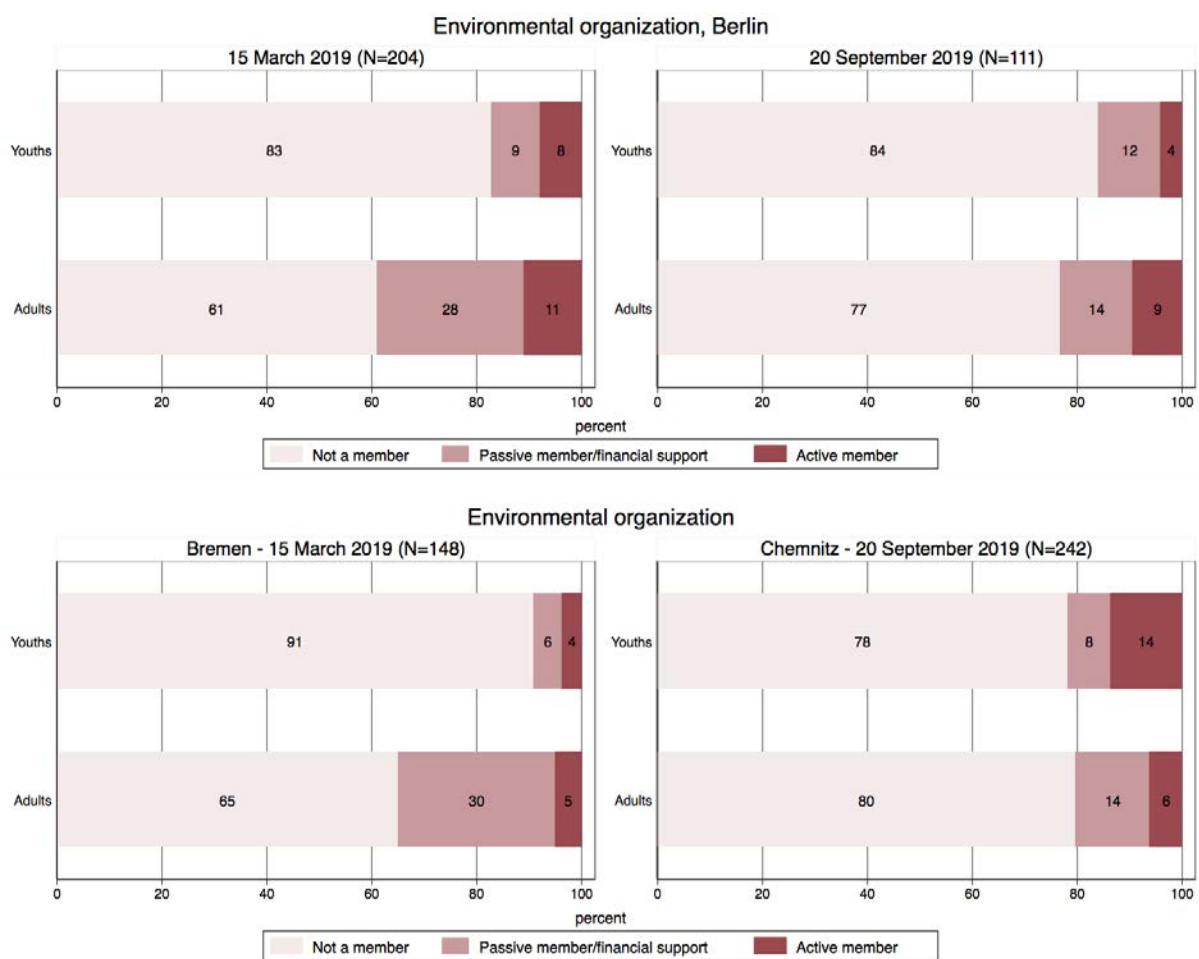 Environmental organization, Berlin
15 March 2019 (N=204)
20 September 2019 (N=111)
Youths
83
9
8
Adults
61
28
11
0 20 40 60 80 100
Youths
84
12
4
Adults
77
14
9
0 20 40 60 80 100
percent
Not a member
Passive member/financial support
Active member
Environmental organization
Bremen - 15 March 2019 (N=148)
Chemnitz - 20 September 2019 (N=242)
Youths
91
6
4
Adults
65
30
5
0 20 40 60 80 100
Youths
78
8
14
Adults
80
14
6
0 20 40 60 80 100
percent
Not a member
Passive member/financial support
Active member